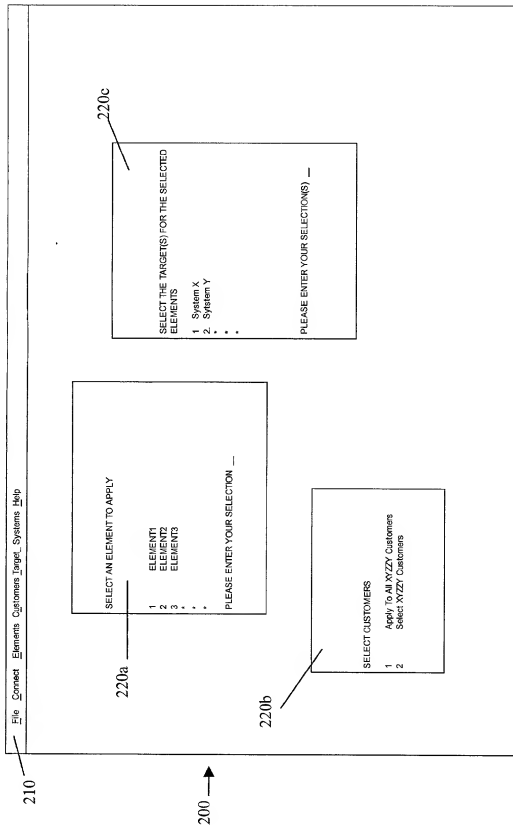 210
File Connect Elements Customers Target_ Systems Help
200
220a
SELECT AN ELEMENT TO APPLY
1 ELEMENT1
2 ELEMENT2
3 ELEMENT3
*
*
*
PLEASE ENTER YOUR SELECTION __
220b
SELECT CUSTOMERS
1 Apply To All XYZZY Customers
2 Select XYZZY Customers
220c
SELECT THE TARGET(S) FOR THE SELECTED
ELEMENTS
1 System X
2. Sytstem Y
*
*
*
PLEASE ENTER YOUR SELECTION(S) __